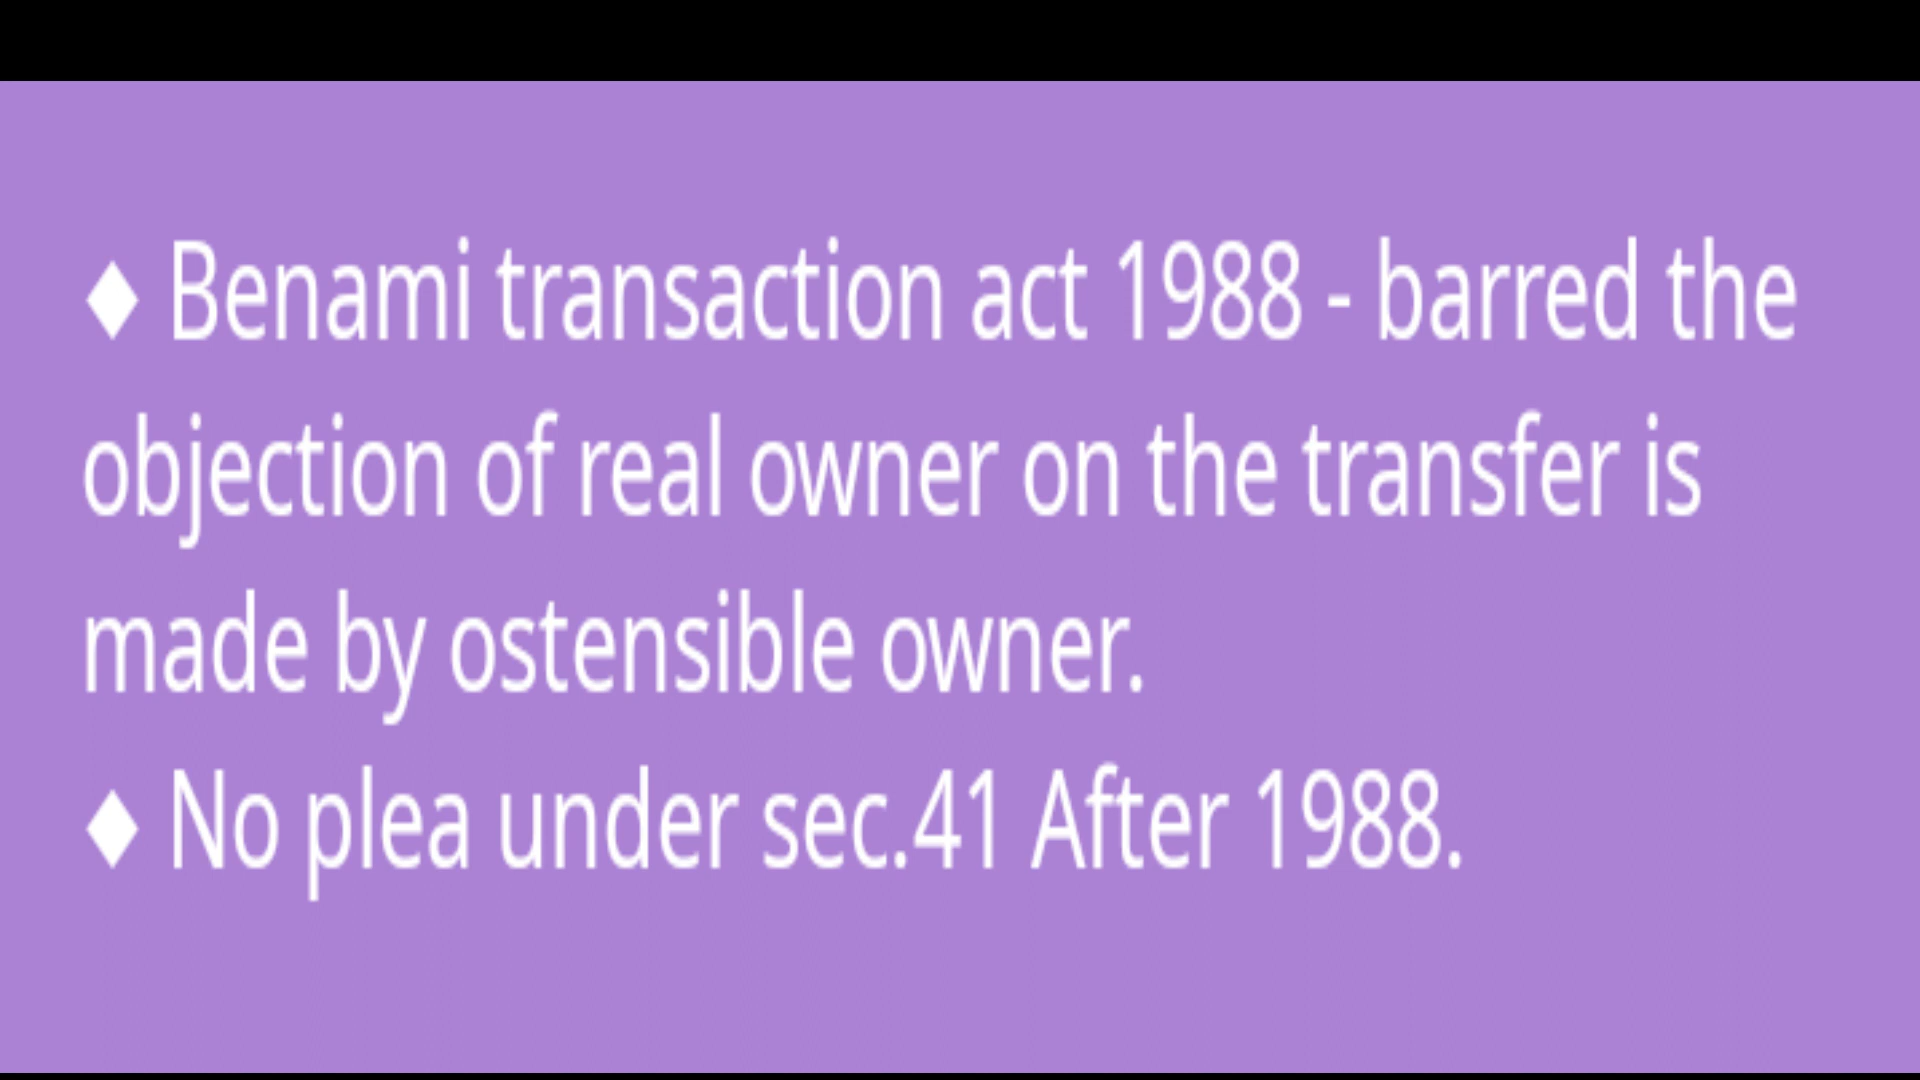 ♦ Benami transaction act 1988 - barred the
objection of real owner on the transfer is
made by ostensible owner.
♦ No plea under sec.41 After 1988.